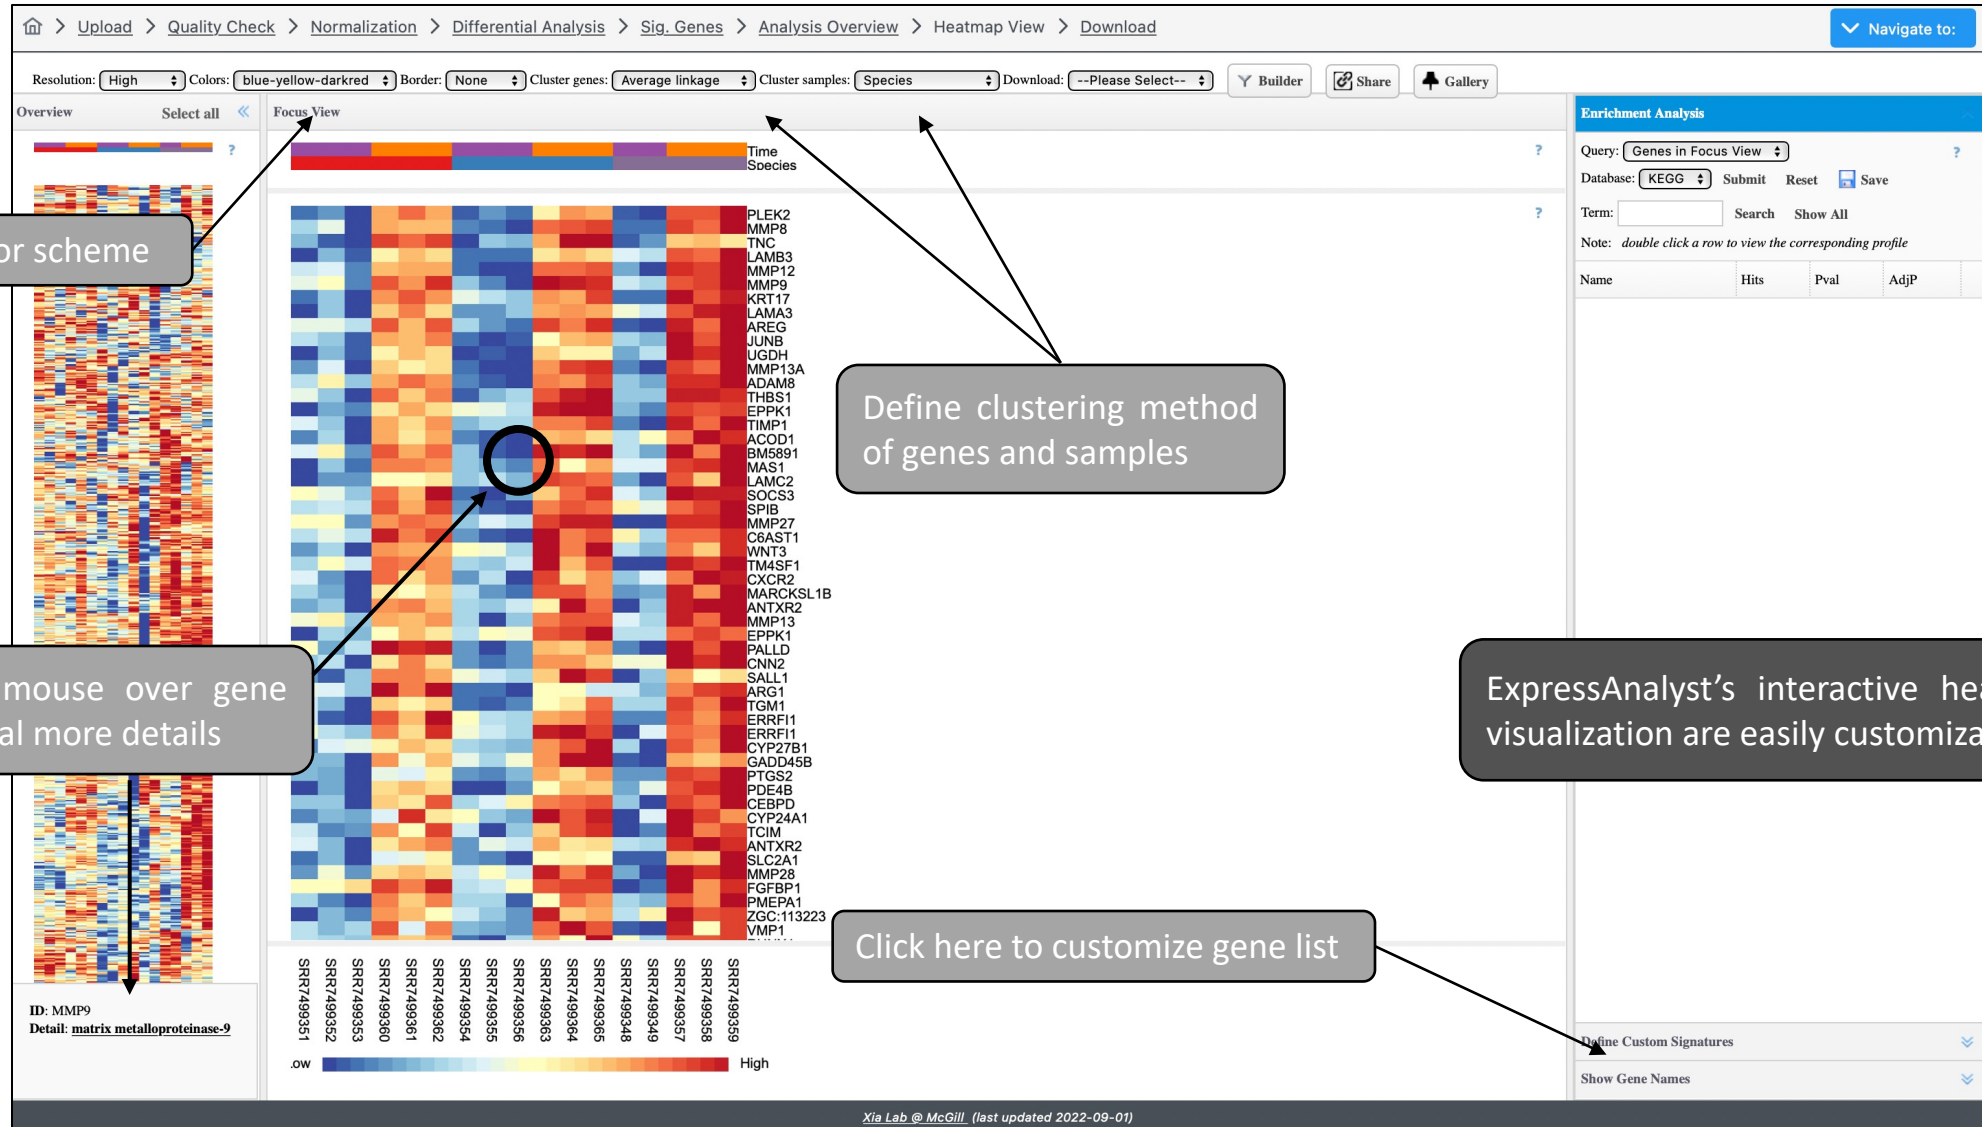 > Upload > Quality Check > Normalization > Differential Analysis > Sig. Genes > Analysis Overview > Heatmap View > Download
Navigate to:
Resolution: High Colors: blue-yellow-darkred Border: None Cluster genes: Average linkage Cluster samples: Species Download: --Please Select-- Builder Share Gallery
Overview Select all «
Focus View
?
Time
Species
?
?
PLEK2
MMP8
TNC
LAMB3
MMP12
MMP9
KRT17
LAMA3
AREG
JUNB
UGDH
MMP13A
ADAM8
THBS1
EPPK1
TIMP1
ACOD1
BM5891
MAS1
LAMC2
SOCS3
SPIB
MMP27
C6AST1
WNT3
TM4SF1
CXCR2
MARCKSL1B
ANTXR2
MMP13
EPPK1
PALLD
CNN2
SALL1
ARG1
TGM1
ERRFI1
ERRFI1
CYP27B1
GADD45B
PTGS2
PDE4B
CEBPD
CYP24A1
TCIM
ANTXR2
SLC2A1
MMP28
FGFBP1
PMEPA1
ZGC:113223
VMP1
or scheme
mouse over gene
al more details
Define clustering method
of genes and samples
Click here to customize gene list
ExpressAnalyst's interactive hea
visualization are easily customiza
SRR7499351
SRR7499352
SRR7499353
SRR7499360
SRR7499361
SRR7499362
SRR7499354
SRR7499355
SRR7499356
SRR7499363
SRR7499364
SRR7499365
SRR7499348
SRR7499349
SRR7499357
SRR7499358
SRR7499359
ow High
ID: MMP9
Detail: matrix metalloproteinase-9
Enrichment Analysis
Query: Genes in Focus View ?
Database: KEGG Submit Reset Save
Term: Search Show All
Note: double click a row to view the corresponding profile
Name Hits Pval AdjP
Define Custom Signatures
Show Gene Names
Xia Lab @ McGill (last updated 2022-09-01)